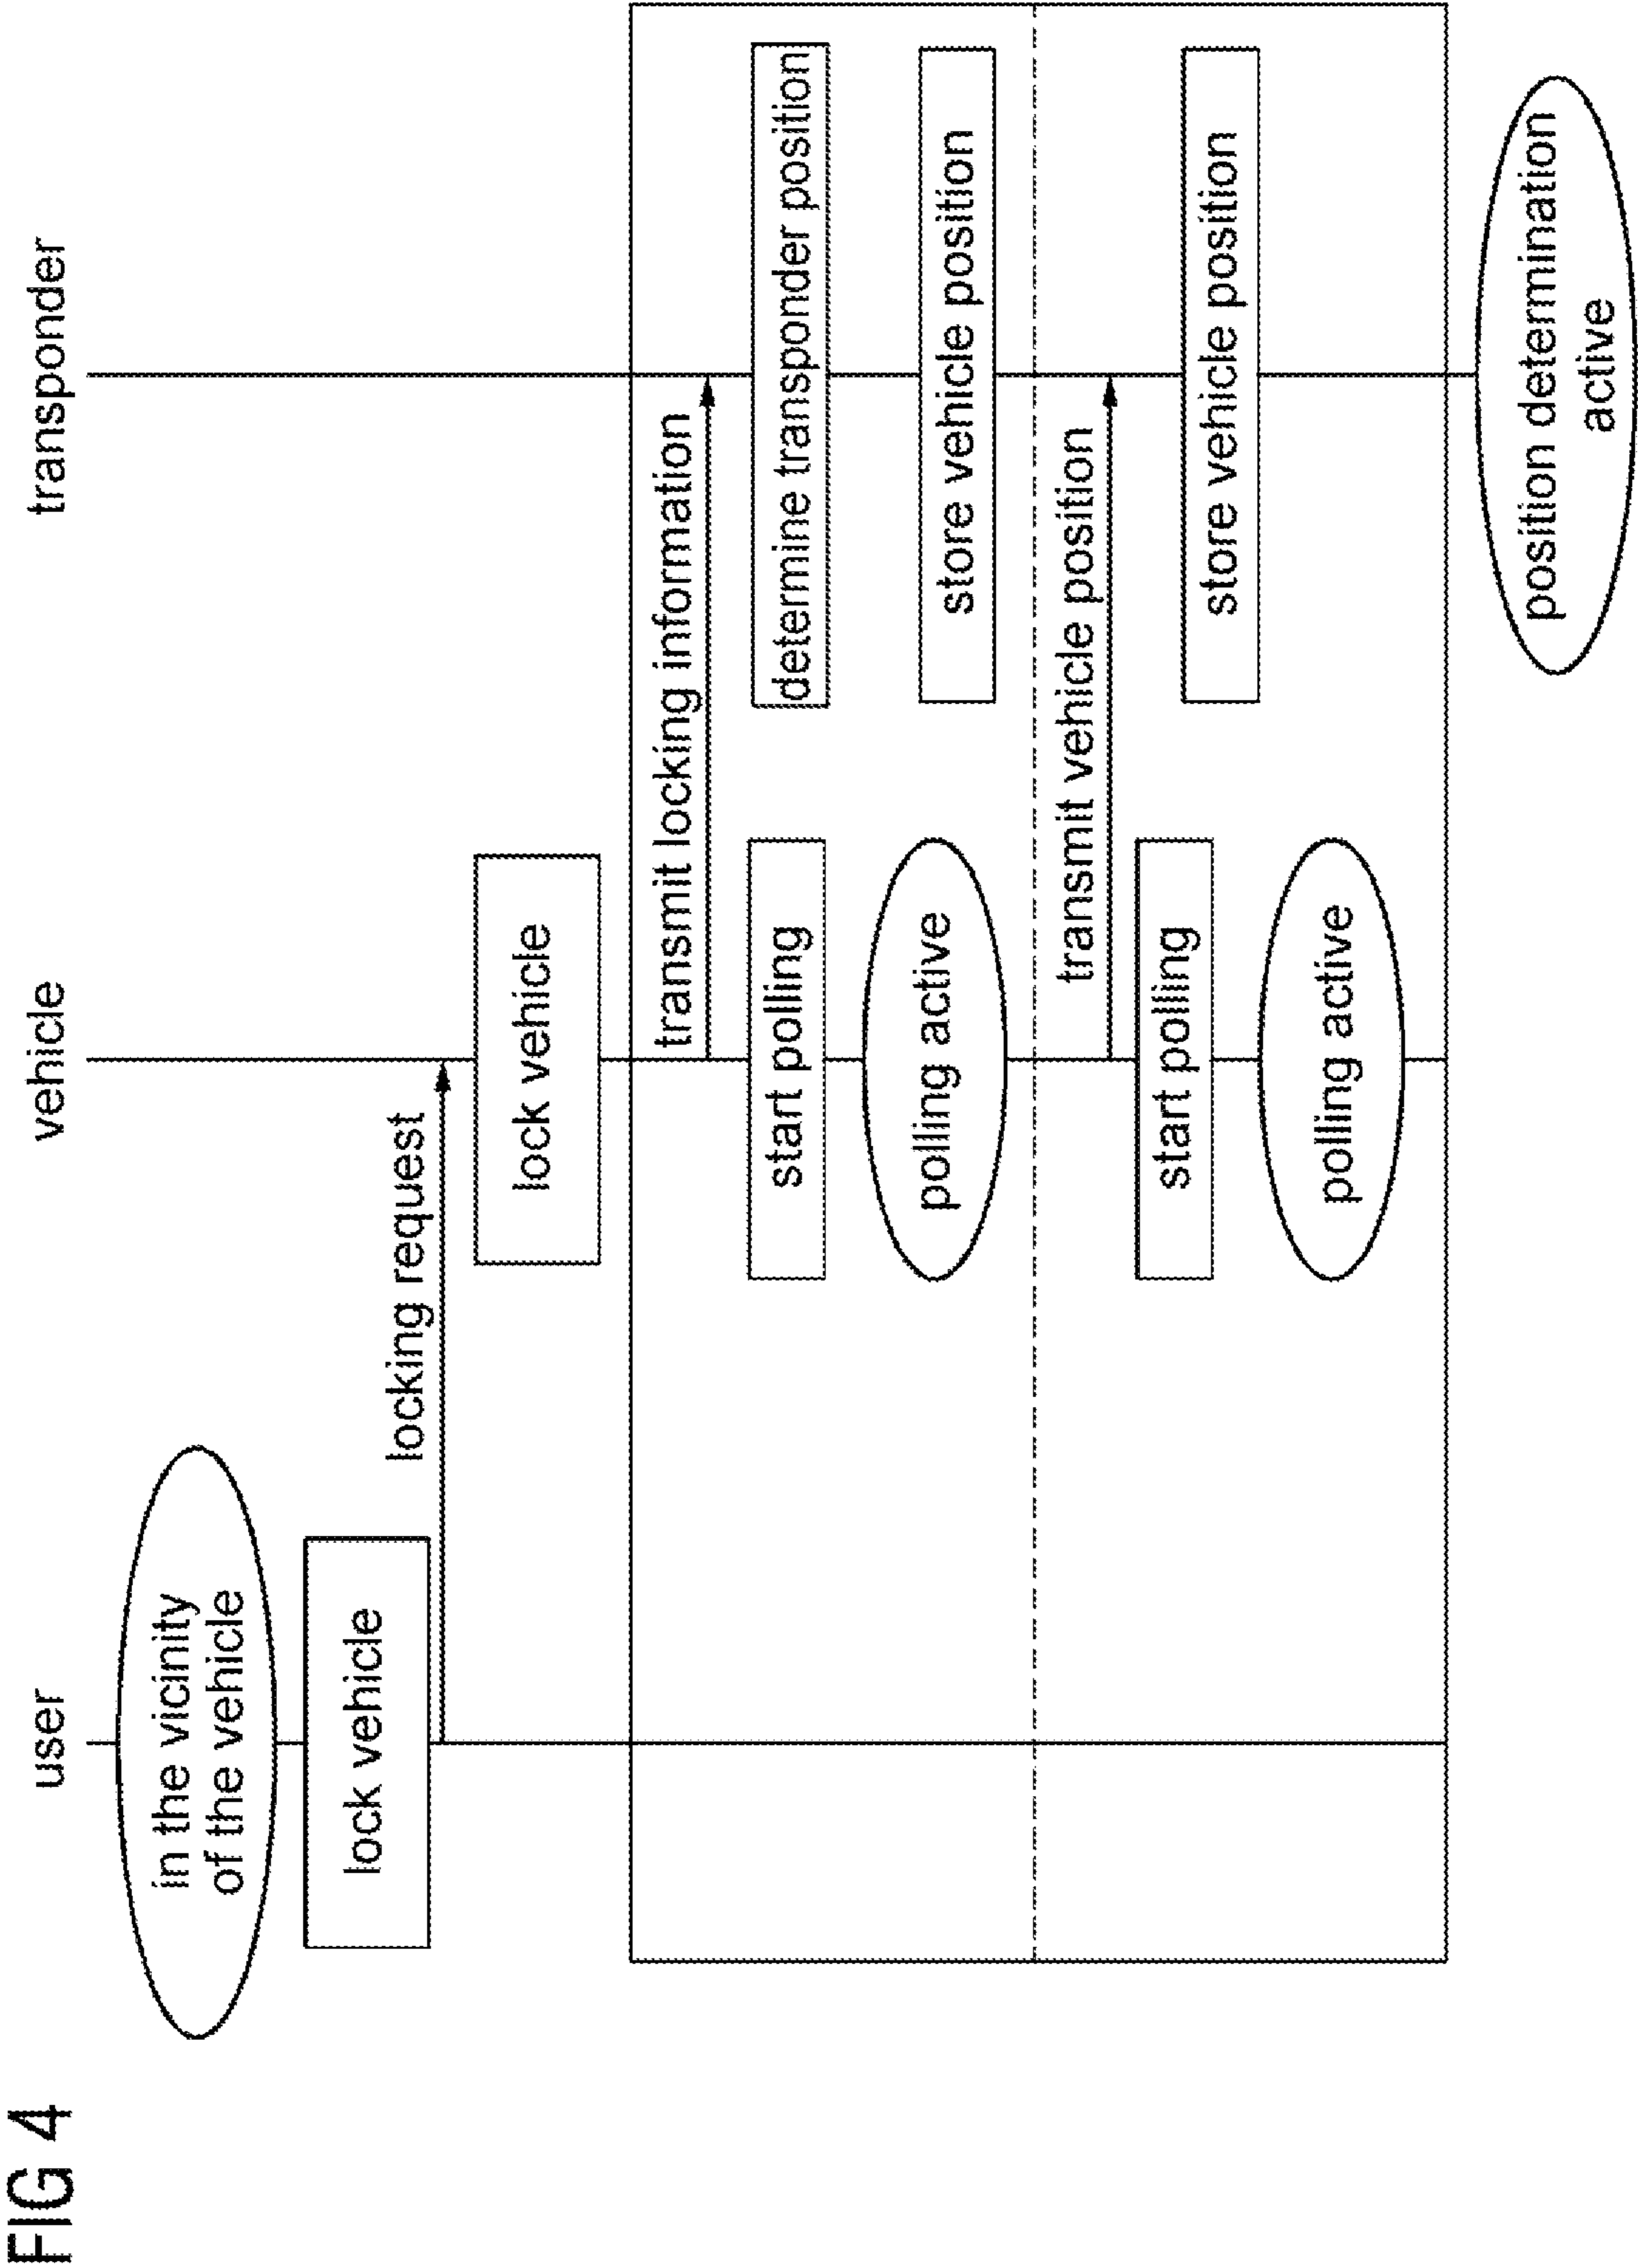 FIG 4
user
vehicle
transponder
in the vicinity
of the vehicle
lock vehicle
locking request
lock vehicle
transmit locking information
start polling
determine transponder position
polling active
store vehicle position
transmit vehicle position
start polling
store vehicle position
polling active
position determination
active